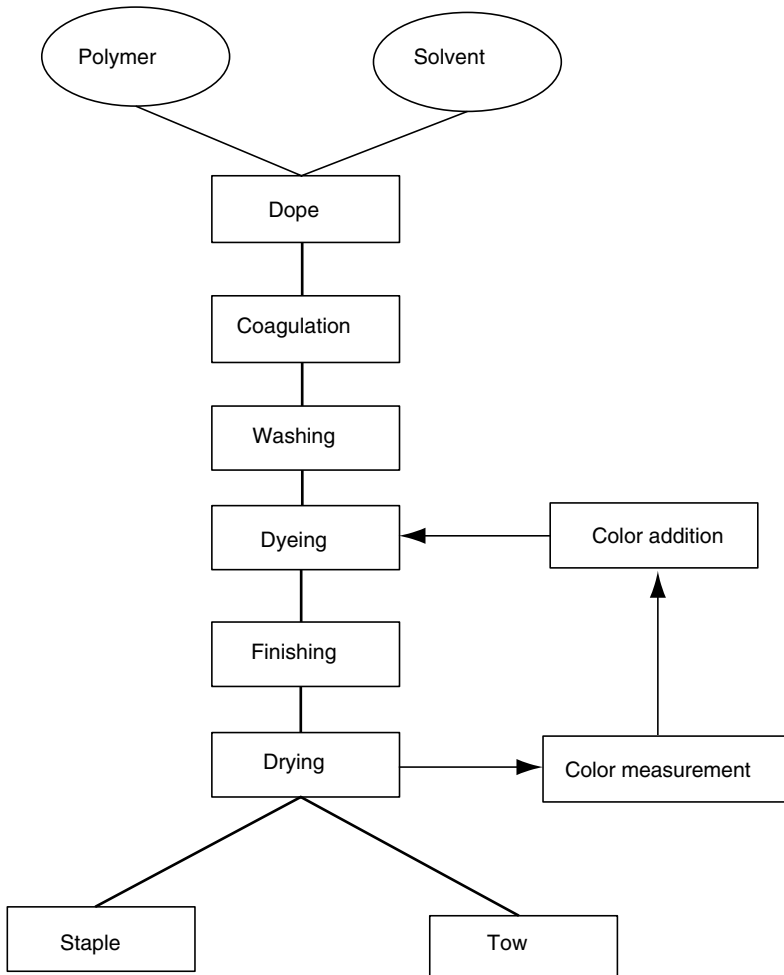 Polymer
Solvent
Dope
Coagulation
Washing
Dyeing
Color addition
Finishing
Drying
Color measurement
Staple
Tow